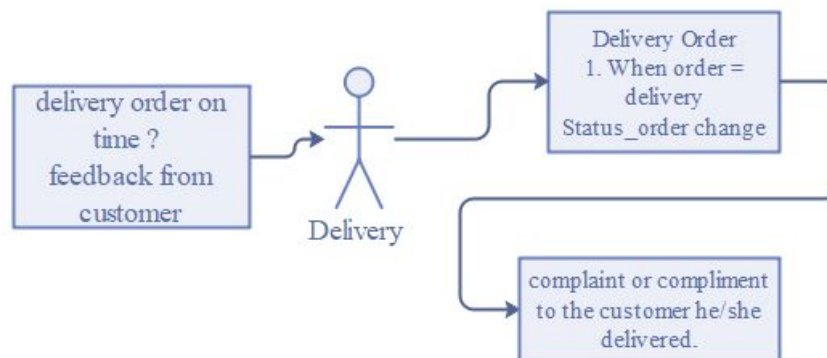 delivery order on
time ?
feedback from
customer
Delivery
Delivery Order
1. When order =
delivery
Status_order change
complaint or compliment
to the customer he/she
delivered.